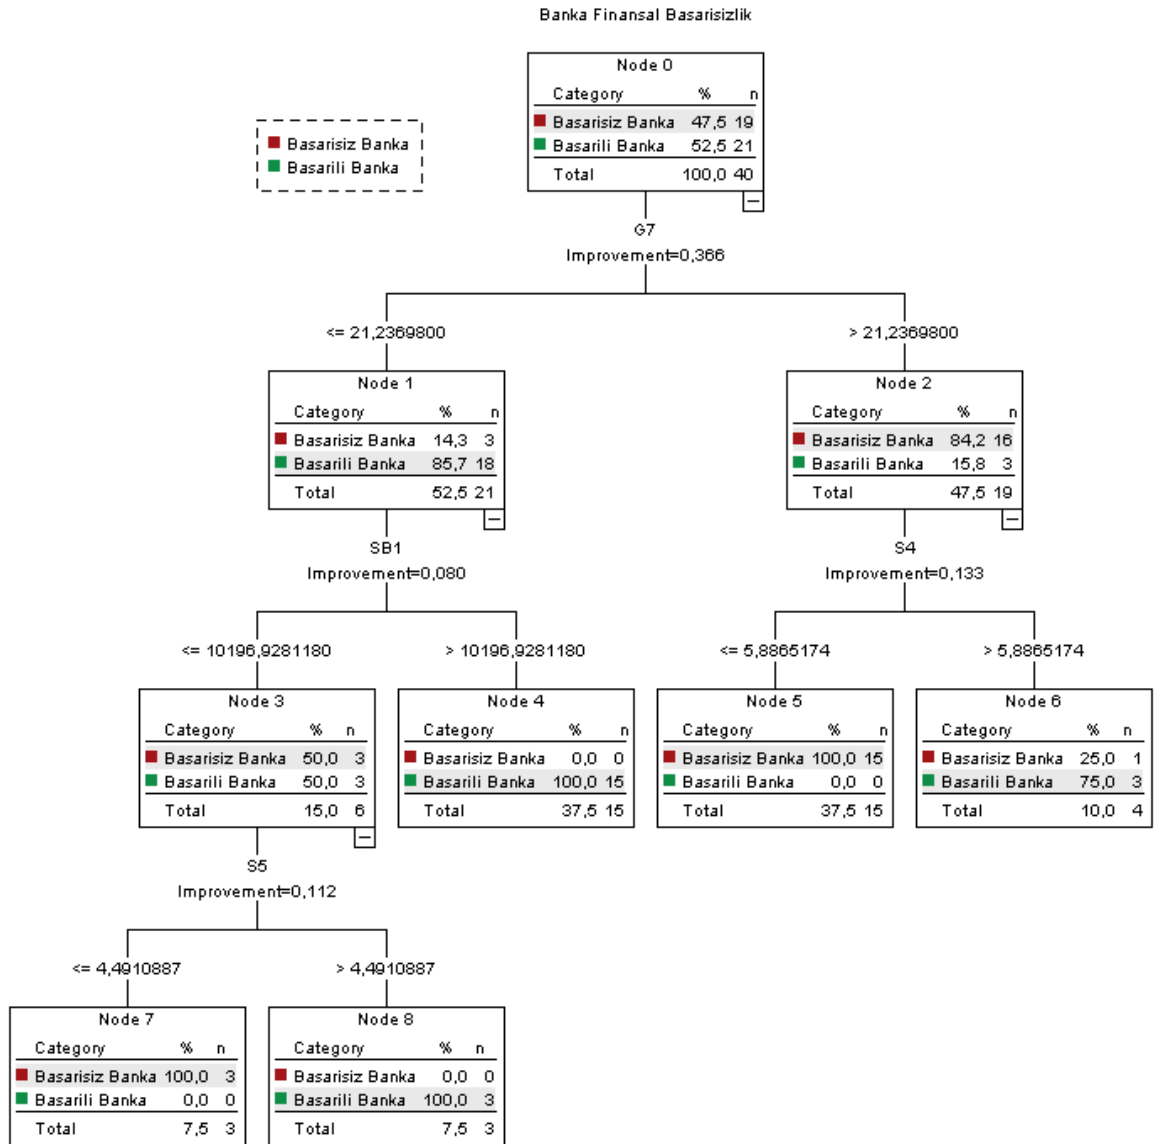 Banka Finansal Basarisizlik
Basarisiz Banka
Basarili Banka
Node 0
Category % n
Basarisiz Banka 47,5 19
Basarili Banka 52,5 21
Total 100,0 40
G7
Improvement=0,366
<= 21,2369800
> 21,2369800
Node 1
Category % n
Basarisiz Banka 14,3 3
Basarili Banka 85,7 18
Total 52,5 21
Node 2
Category % n
Basarisiz Banka 84,2 16
Basarili Banka 15,8 3
Total 47,5 19
SB1
Improvement=0,080
S4
Improvement=0,133
<= 10196,9281180
> 10196,9281180
<= 5,8865174
> 5,8865174
Node 3
Category % n
Basarisiz Banka 50,0 3
Basarili Banka 50,0 3
Total 15,0 6
Node 4
Category % n
Basarisiz Banka 0,0 0
Basarili Banka 100,0 15
Total 37,5 15
Node 5
Category % n
Basarisiz Banka 100,0 15
Basarili Banka 0,0 0
Total 37,5 15
Node 6
Category % n
Basarisiz Banka 25,0 1
Basarili Banka 75,0 3
Total 10,0 4
S5
Improvement=0,112
<= 4,4910887
> 4,4910887
Node 7
Category % n
Basarisiz Banka 100,0 3
Basarili Banka 0,0 0
Total 7,5 3
Node 8
Category % n
Basarisiz Banka 0,0 0
Basarili Banka 100,0 3
Total 7,5 3